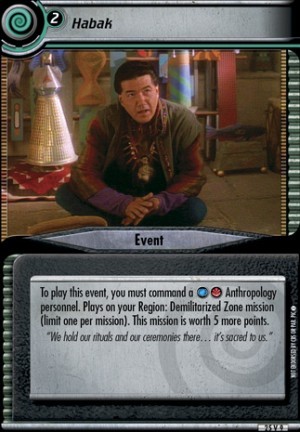 2 Habak
Event
To play this event, you must command a Anthropology
personnel. Plays on your Region: Demilitarized Zone mission
(limit one per mission). This mission is worth 5 more points.
"We hold our rituals and our ceremonies there… it's sacred to us."
35 V 9